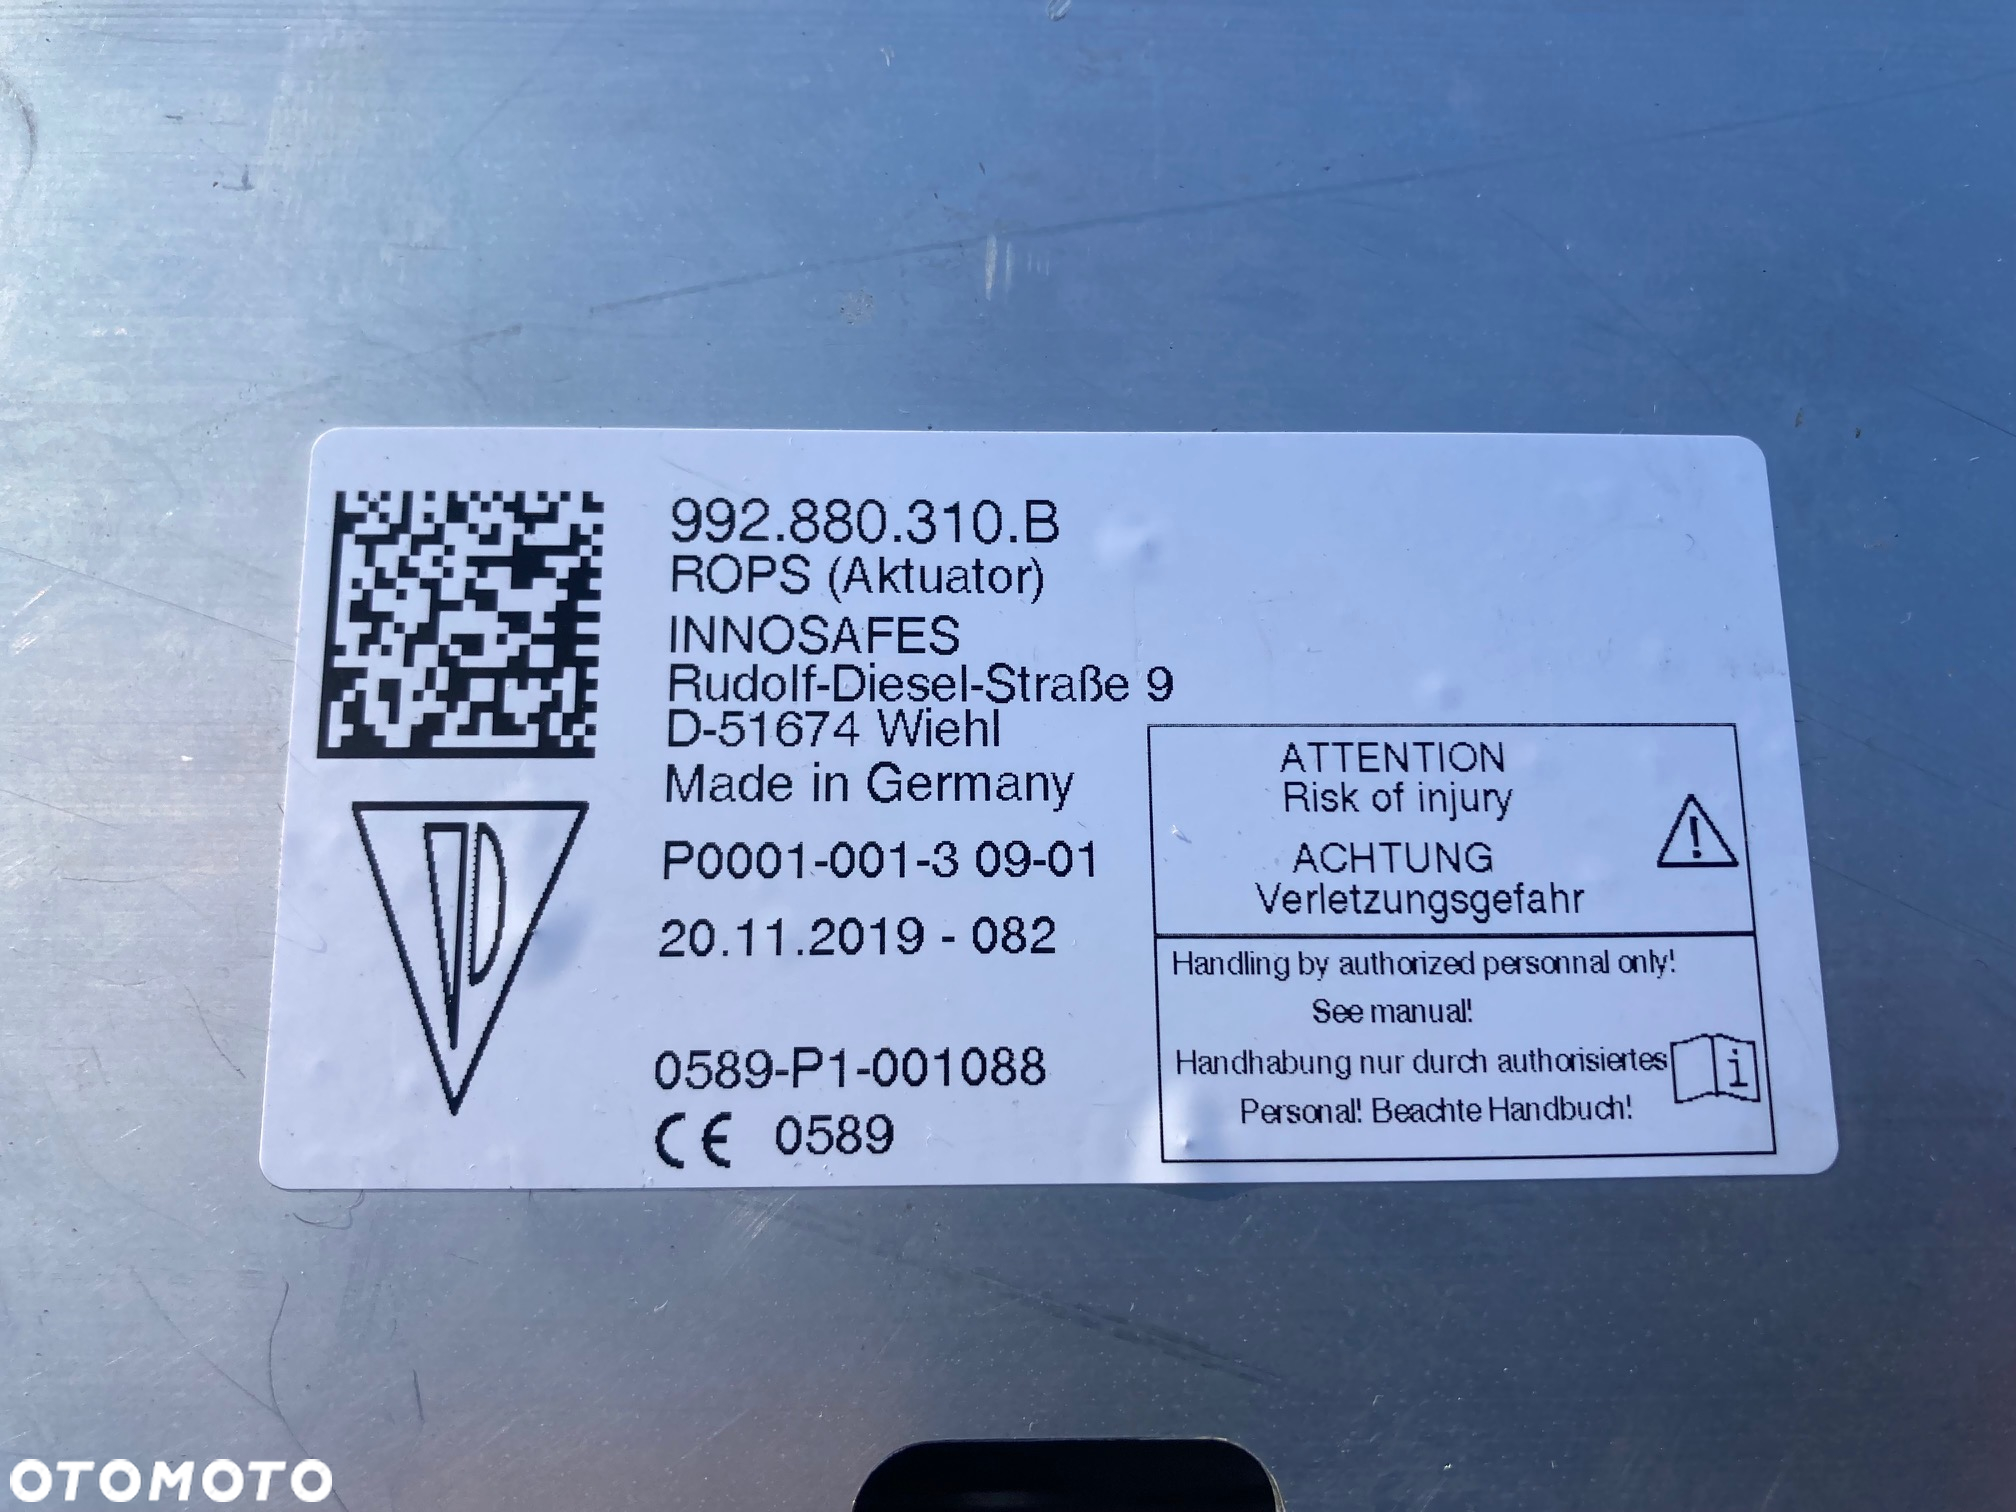 992.880.310.B
ROPS (Aktuator)
INNOSAFES
Rudolf-Diesel-Straße 9
D-51674 Wiehl
Made in Germany
P0001-001-3 09-01
20.11.2019 - 082
0589-P1-001088
CE 0589
ATTENTION
Risk of injury
ACHTUNG
Verletzungsgefahr
Handling by authorized personnal only!
See manual!
Handhabung nur durch authorisiertes
Personal! Beachte Handbuch!
OTOMOTO